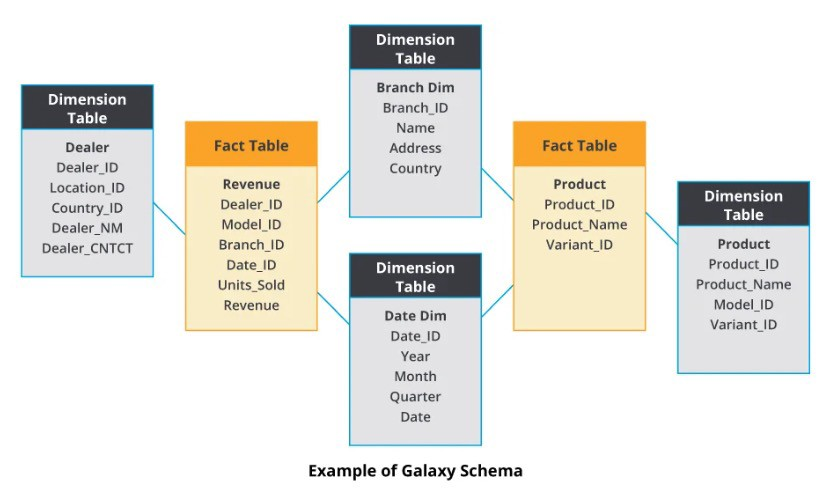 Dimension
Table
Dealer
Dealer_ID
Location_ID
Country_ID
Dealer_NM
Dealer_CNTCT
Fact Table
Revenue
Dealer_ID
Model_ID
Branch_ID
Date_ID
Units_Sold
Revenue
Dimension
Table
Branch Dim
Branch_ID
Name
Address
Country
Dimension
Table
Date Dim
Date_ID
Year
Month
Quarter
Date
Fact Table
Product
Product_ID
Product_Name
Variant_ID
Dimension
Table
Product
Product_ID
Product_Name
Model_ID
Variant_ID
Example of Galaxy Schema